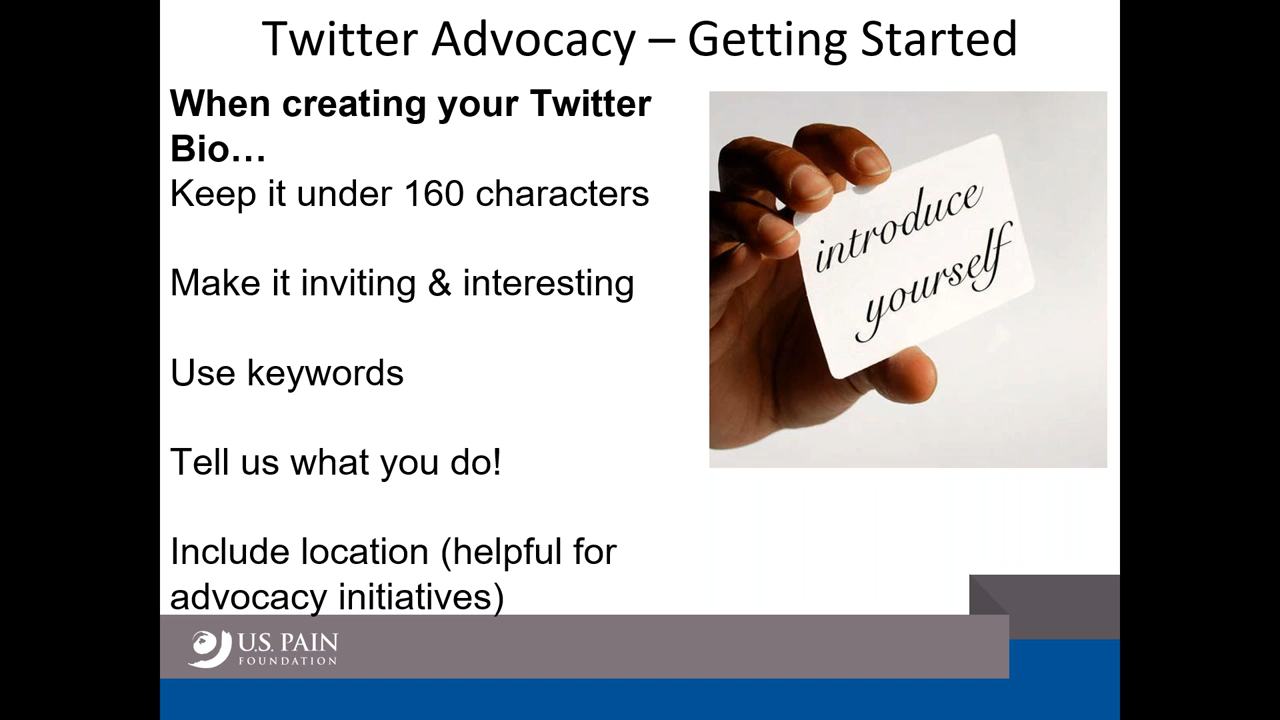 Twitter Advocacy – Getting Started
When creating your Twitter
Bio…
Keep it under 160 characters
Make it inviting & interesting
Use keywords
Tell us what you do!
Include location (helpful for
advocacy initiatives)
introduce
yourself
U.S. PAIN
FOUNDATION